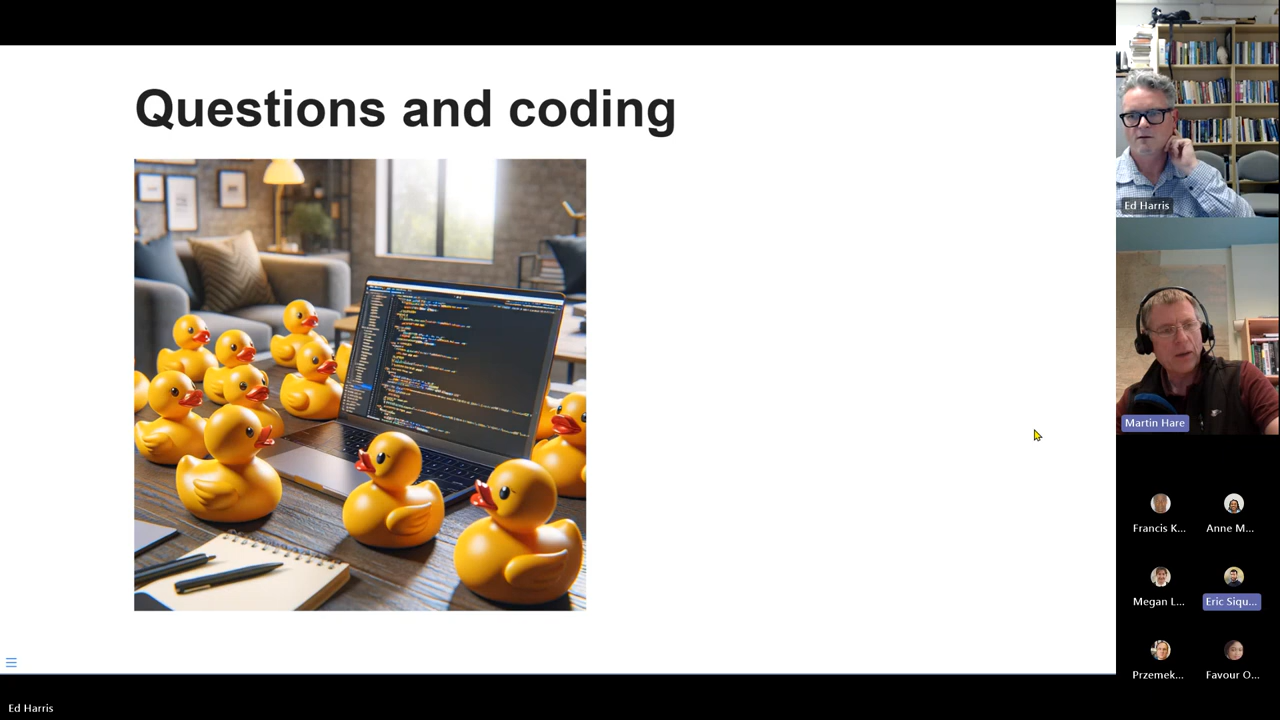 Questions and coding
Ed Harris
Martin Hare
Francis K...
Anne M...
Megan L...
Eric Siqu...
Przemek...
Favour O...
Ed Harris